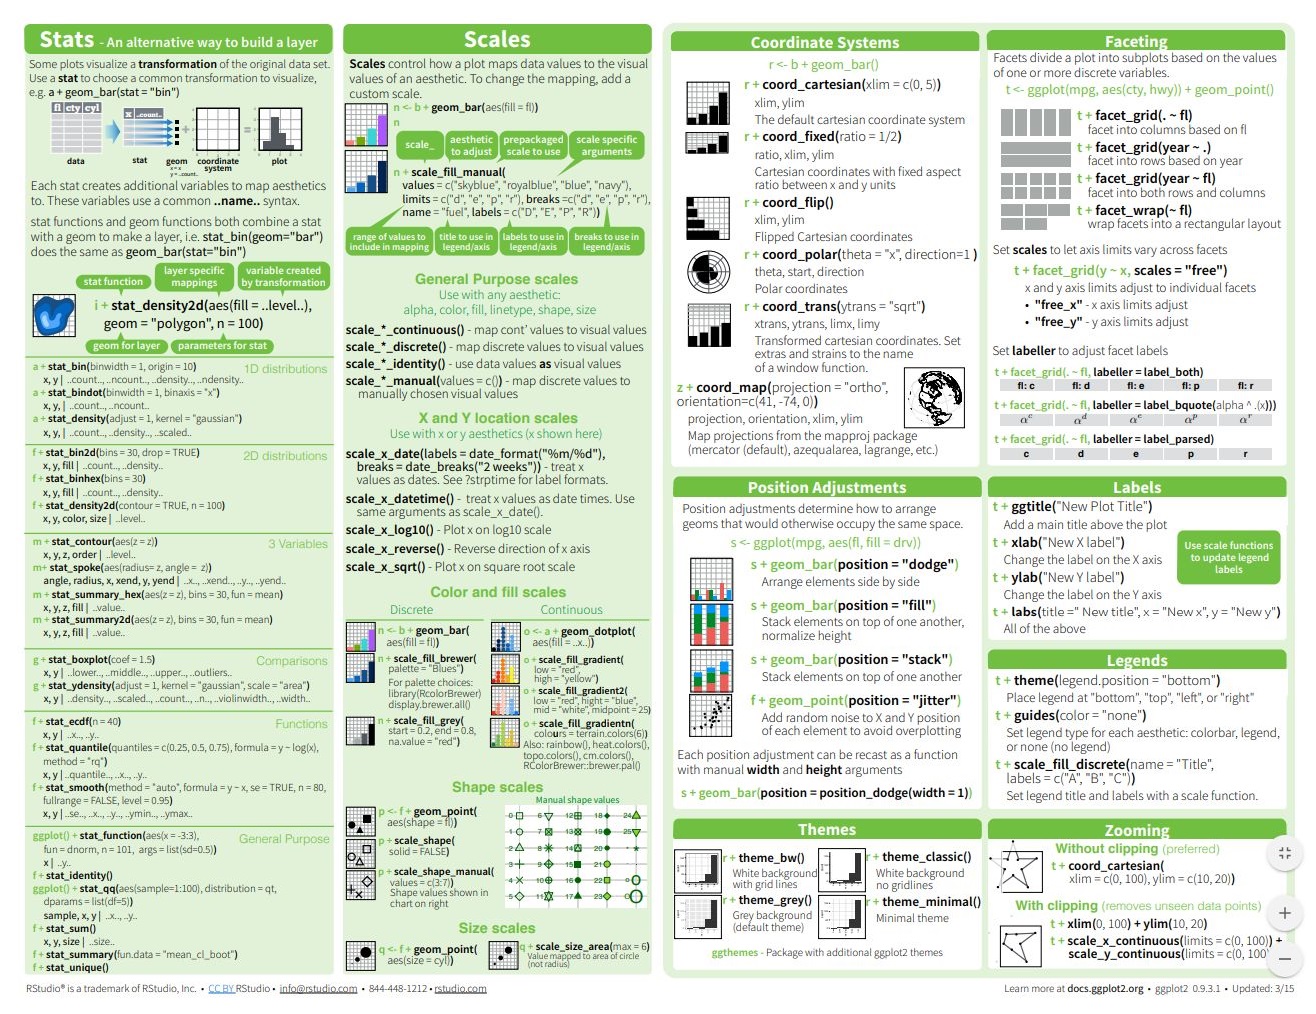 Stats - An alternative way to build a layer
Some plots visualize a transformation of the original data set.
Use a stat to choose a common transformation to visualize,
e.g. a + geom_bar(stat = "bin")
fl cty cyl
x ..count..
data
stat
geom
x = x
y = ..count..
coordinate
system
plot
Each stat creates additional variables to map aesthetics
to. These variables use a common ..name.. syntax.
stat functions and geom functions both combine a stat
with a geom to make a layer, i.e. stat_bin(geom="bar")
does the same as geom_bar(stat="bin")
stat function
layer specific
mappings
variable created
by transformation
i + stat_density2d(aes(fill = ..level..),
geom = "polygon", n = 100)
geom for layer
parameters for stat
a + stat_bin(binwidth = 1, origin = 10)
1D distributions
x, y | ..count.., ..ncount.., ..density.., ..ndensity..
a + stat_bindot(binwidth = 1, binaxis = "x")
x, y, | ..count.., ..ncount..
a + stat_density(adjust = 1, kernel = "gaussian")
x, y, | ..count.., ..density.., ..scaled..
f + stat_bin2d(bins = 30, drop = TRUE)
2D distributions
x, y, fill | ..count.., ..density..
f + stat_binhex(bins = 30)
x, y, fill | ..count.., ..density..
f + stat_density2d(contour = TRUE, n = 100)
x, y, color, size | ..level..
m + stat_contour(aes(z = z))
3 Variables
x, y, z, order | ..level..
m+ stat_spoke(aes(radius= z, angle = z))
angle, radius, x, xend, y, yend | ..x.., ..xend.., ..y.., ..yend..
m + stat_summary_hex(aes(z = z), bins = 30, fun = mean)
x, y, z, fill | ..value..
m + stat_summary2d(aes(z = z), bins = 30, fun = mean)
x, y, z, fill | ..value..
g + stat_boxplot(coef = 1.5)
Comparisons
x, y | ..lower.., ..middle.., ..upper.., ..outliers..
g + stat_ydensity(adjust = 1, kernel = "gaussian", scale = "area")
x, y | ..density.., ..scaled.., ..count.., ..n.., ..violinwidth.., ..width..
f + stat_ecdf(n = 40)
Functions
x, y | ..x.., ..y..
f + stat_quantile(quantiles = c(0.25, 0.5, 0.75), formula = y ~ log(x),
method = "rq")
x, y | ..quantile.., ..x.., ..y..
f + stat_smooth(method = "auto", formula = y ~ x, se = TRUE, n = 80,
fullrange = FALSE, level = 0.95)
x, y | ..se.., ..x.., ..y.., ..ymin.., ..ymax..
ggplot() + stat_function(aes(x = -3:3),
General Purpose
fun = dnorm, n = 101, args = list(sd=0.5))
x | ..y..
f + stat_identity()
ggplot() + stat_qq(aes(sample=1:100), distribution = qt,
dparams = list(df=5))
sample, x, y | ..x.., ..y..
f + stat_sum()
x, y, size | ..size..
f + stat_summary(fun.data = "mean_cl_boot")
f + stat_unique()
Scales
Scales control how a plot maps data values to the visual
values of an aesthetic. To change the mapping, add a
custom scale.
n <- b + geom_bar(aes(fill = fl))
n
scale_
aesthetic
to adjust
prepackaged
scale to use
scale specific
arguments
n + scale_fill_manual(
values = c("skyblue", "royalblue", "blue", "navy"),
limits = c("d", "e", "p", "r"), breaks =c("d", "e", "p", "r"),
name = "fuel", labels = c("D", "E", "P", "R"))
range of values to
include in mapping
title to use in
legend/axis
labels to use in
legend/axis
breaks to use in
legend/axis
General Purpose scales
Use with any aesthetic:
alpha, color, fill, linetype, shape, size
scale_*_continuous() - map cont' values to visual values
scale_*_discrete() - map discrete values to visual values
scale_*_identity() - use data values as visual values
scale_*_manual(values = c()) - map discrete values to
manually chosen visual values
X and Y location scales
Use with x or y aesthetics (x shown here)
scale_x_date(labels = date_format("%m/%d"),
breaks = date_breaks("2 weeks")) - treat x
values as dates. See ?strptime for label formats.
scale_x_datetime() - treat x values as date times. Use
same arguments as scale_x_date().
scale_x_log10() - Plot x on log10 scale
scale_x_reverse() - Reverse direction of x axis
scale_x_sqrt() - Plot x on square root scale
Color and fill scales
Discrete
Continuous
n <- b + geom_bar(
aes(fill = fl))
n + scale_fill_brewer(
palette = "Blues")
For palette choices:
library(RcolorBrewer)
display.brewer.all()
n + scale_fill_grey(
start = 0.2, end = 0.8,
na.value = "red")
o <- a + geom_dotplot(
aes(fill = ..x..))
o + scale_fill_gradient(
low = "red",
high = "yellow")
o + scale_fill_gradient2(
low = "red", hight = "blue",
mid = "white", midpoint = 25)
o + scale_fill_gradientn(
colours = terrain.colors(6))
Also: rainbow(), heat.colors(),
topo.colors(), cm.colors(),
RColorBrewer::brewer.pal()
Shape scales
p <- f + geom_point(
aes(shape = fl))
p + scale_shape(
solid = FALSE)
p + scale_shape_manual(
values = c(3:7))
Shape values shown in
chart on right
Manual shape values
0 6 12 18 24
1 7 13 19 25
2 8 14 20
3 9 15 21
4 10 16 22
5 11 17 23
Size scales
q <- f + geom_point(
aes(size = cyl))
q + scale_size_area(max = 6)
Value mapped to area of circle
(not radius)
Coordinate Systems
r <- b + geom_bar()
r + coord_cartesian(xlim = c(0, 5))
xlim, ylim
The default cartesian coordinate system
r + coord_fixed(ratio = 1/2)
ratio, xlim, ylim
Cartesian coordinates with fixed aspect
ratio between x and y units
r + coord_flip()
xlim, ylim
Flipped Cartesian coordinates
r + coord_polar(theta = "x", direction=1 )
theta, start, direction
Polar coordinates
r + coord_trans(ytrans = "sqrt")
xtrans, ytrans, limx, limy
Transformed cartesian coordinates. Set
extras and strains to the name
of a window function.
z + coord_map(projection = "ortho",
orientation=c(41, -74, 0))
projection, orientation, xlim, ylim
Map projections from the mapproj package
(mercator (default), azequalarea, lagrange, etc.)
Position Adjustments
Position adjustments determine how to arrange
geoms that would otherwise occupy the same space.
s <- ggplot(mpg, aes(fl, fill = drv))
s + geom_bar(position = "dodge")
Arrange elements side by side
s + geom_bar(position = "fill")
Stack elements on top of one another,
normalize height
s + geom_bar(position = "stack")
Stack elements on top of one another
f + geom_point(position = "jitter")
Add random noise to X and Y position
of each element to avoid overplotting
Each position adjustment can be recast as a function
with manual width and height arguments
s + geom_bar(position = position_dodge(width = 1))
Themes
r + theme_bw()
White background
with grid lines
r + theme_grey()
Grey background
(default theme)
r + theme_classic()
White background
no gridlines
r + theme_minimal()
Minimal theme
ggthemes - Package with additional ggplot2 themes
Faceting
Facets divide a plot into subplots based on the values
of one or more discrete variables.
t <- ggplot(mpg, aes(cty, hwy)) + geom_point()
t + facet_grid(. ~ fl)
facet into columns based on fl
t + facet_grid(year ~ .)
facet into rows based on year
t + facet_grid(year ~ fl)
facet into both rows and columns
t + facet_wrap(~ fl)
wrap facets into a rectangular layout
Set scales to let axis limits vary across facets
t + facet_grid(y ~ x, scales = "free")
x and y axis limits adjust to individual facets
• "free_x" - x axis limits adjust
• "free_y" - y axis limits adjust
Set labeller to adjust facet labels
t + facet_grid(. ~ fl, labeller = label_both)
fl: c fl: d fl: e fl: p fl: r
t + facet_grid(. ~ fl, labeller = label_bquote(alpha ^ .(x)))
α^c α^d α^e α^p α^r
t + facet_grid(. ~ fl, labeller = label_parsed)
c d e p r
Labels
t + ggtitle("New Plot Title")
Add a main title above the plot
t + xlab("New X label")
Change the label on the X axis
t + ylab("New Y label")
Change the label on the Y axis
t + labs(title =" New title", x = "New x", y = "New y")
All of the above
Use scale functions
to update legend
labels
Legends
t + theme(legend.position = "bottom")
Place legend at "bottom", "top", "left", or "right"
t + guides(color = "none")
Set legend type for each aesthetic: colorbar, legend,
or none (no legend)
t + scale_fill_discrete(name = "Title",
labels = c("A", "B", "C"))
Set legend title and labels with a scale function.
Zooming
Without clipping (preferred)
t + coord_cartesian(
xlim = c(0, 100), ylim = c(10, 20))
With clipping (removes unseen data points)
t + xlim(0, 100) + ylim(10, 20)
t + scale_x_continuous(limits = c(0, 100)) +
scale_y_continuous(limits = c(0, 100)
RStudio® is a trademark of RStudio, Inc. • CC BY RStudio • info@rstudio.com • 844-448-1212 • rstudio.com
Learn more at docs.ggplot2.org • ggplot2 0.9.3.1 • Updated: 3/15